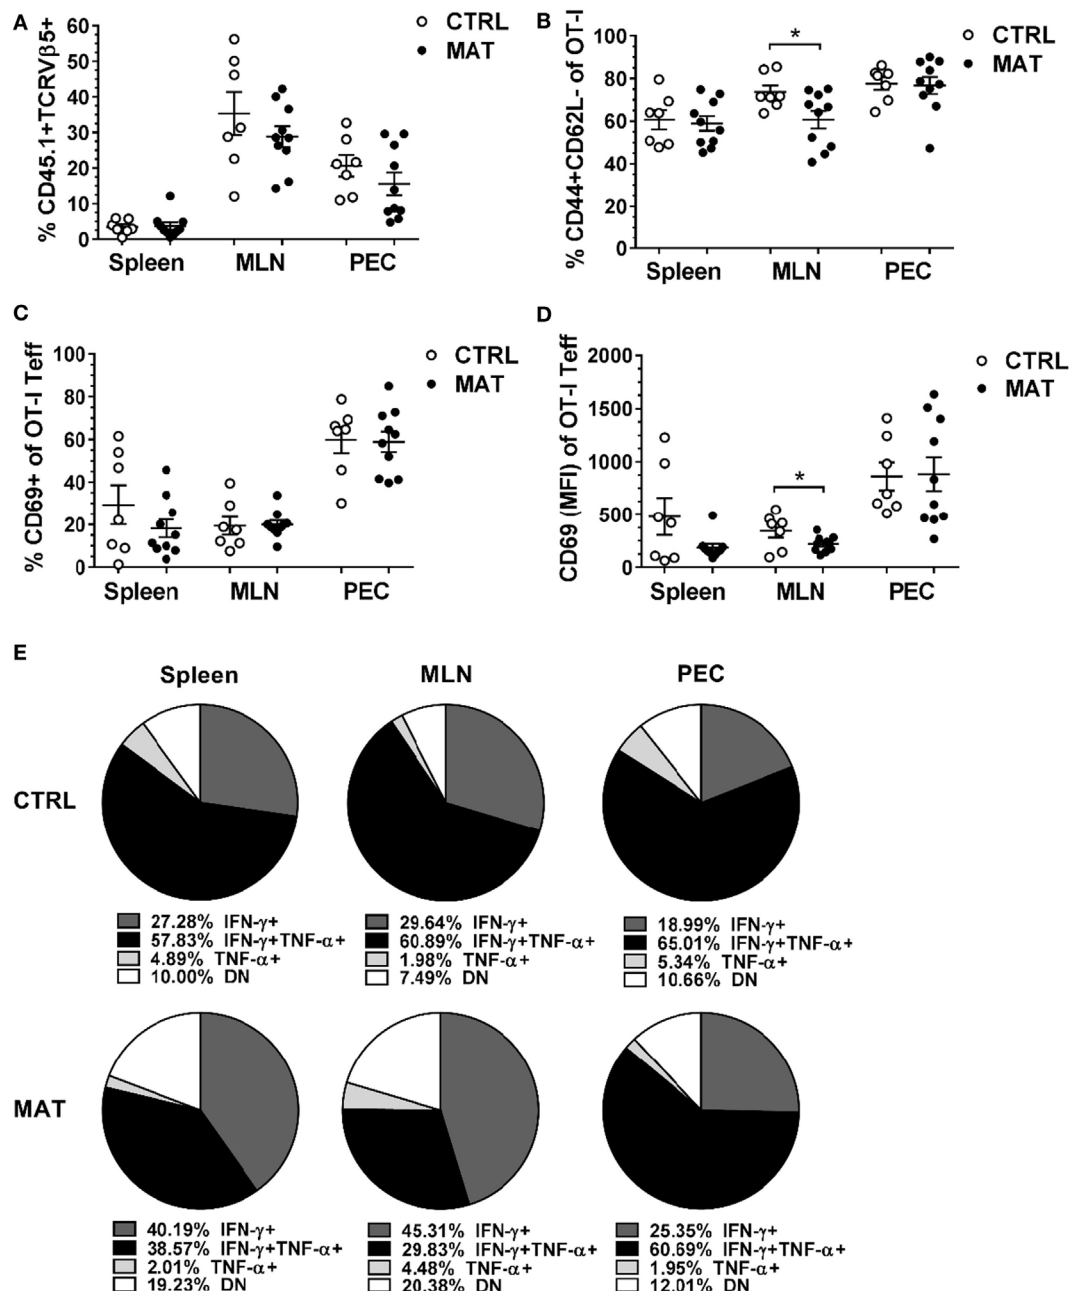 A
% CD45.1+TCRVβ5+
60
50
40
30
20
10
0
Spleen MLN PEC
CTRL
MAT
B
% CD44+CD62L- of OT-I
100
80
60
40
20
0
*
Spleen MLN PEC
CTRL
MAT
C
% CD69+ of OT-I Teff
100
80
60
40
20
0
Spleen MLN PEC
CTRL
MAT
D
CD69 (MFI) of OT-I Teff
2000
1500
1000
500
0
*
Spleen MLN PEC
CTRL
MAT
E
Spleen MLN PEC
CTRL
27.28% IFN-γ+
57.83% IFN-γ+TNF-α+
4.89% TNF-α+
10.00% DN
29.64% IFN-γ+
60.89% IFN-γ+TNF-α+
1.98% TNF-α+
7.49% DN
18.99% IFN-γ+
65.01% IFN-γ+TNF-α+
5.34% TNF-α+
10.66% DN
MAT
40.19% IFN-γ+
38.57% IFN-γ+TNF-α+
2.01% TNF-α+
19.23% DN
45.31% IFN-γ+
29.83% IFN-γ+TNF-α+
4.48% TNF-α+
20.38% DN
25.35% IFN-γ+
60.69% IFN-γ+TNF-α+
1.95% TNF-α+
12.01% DN